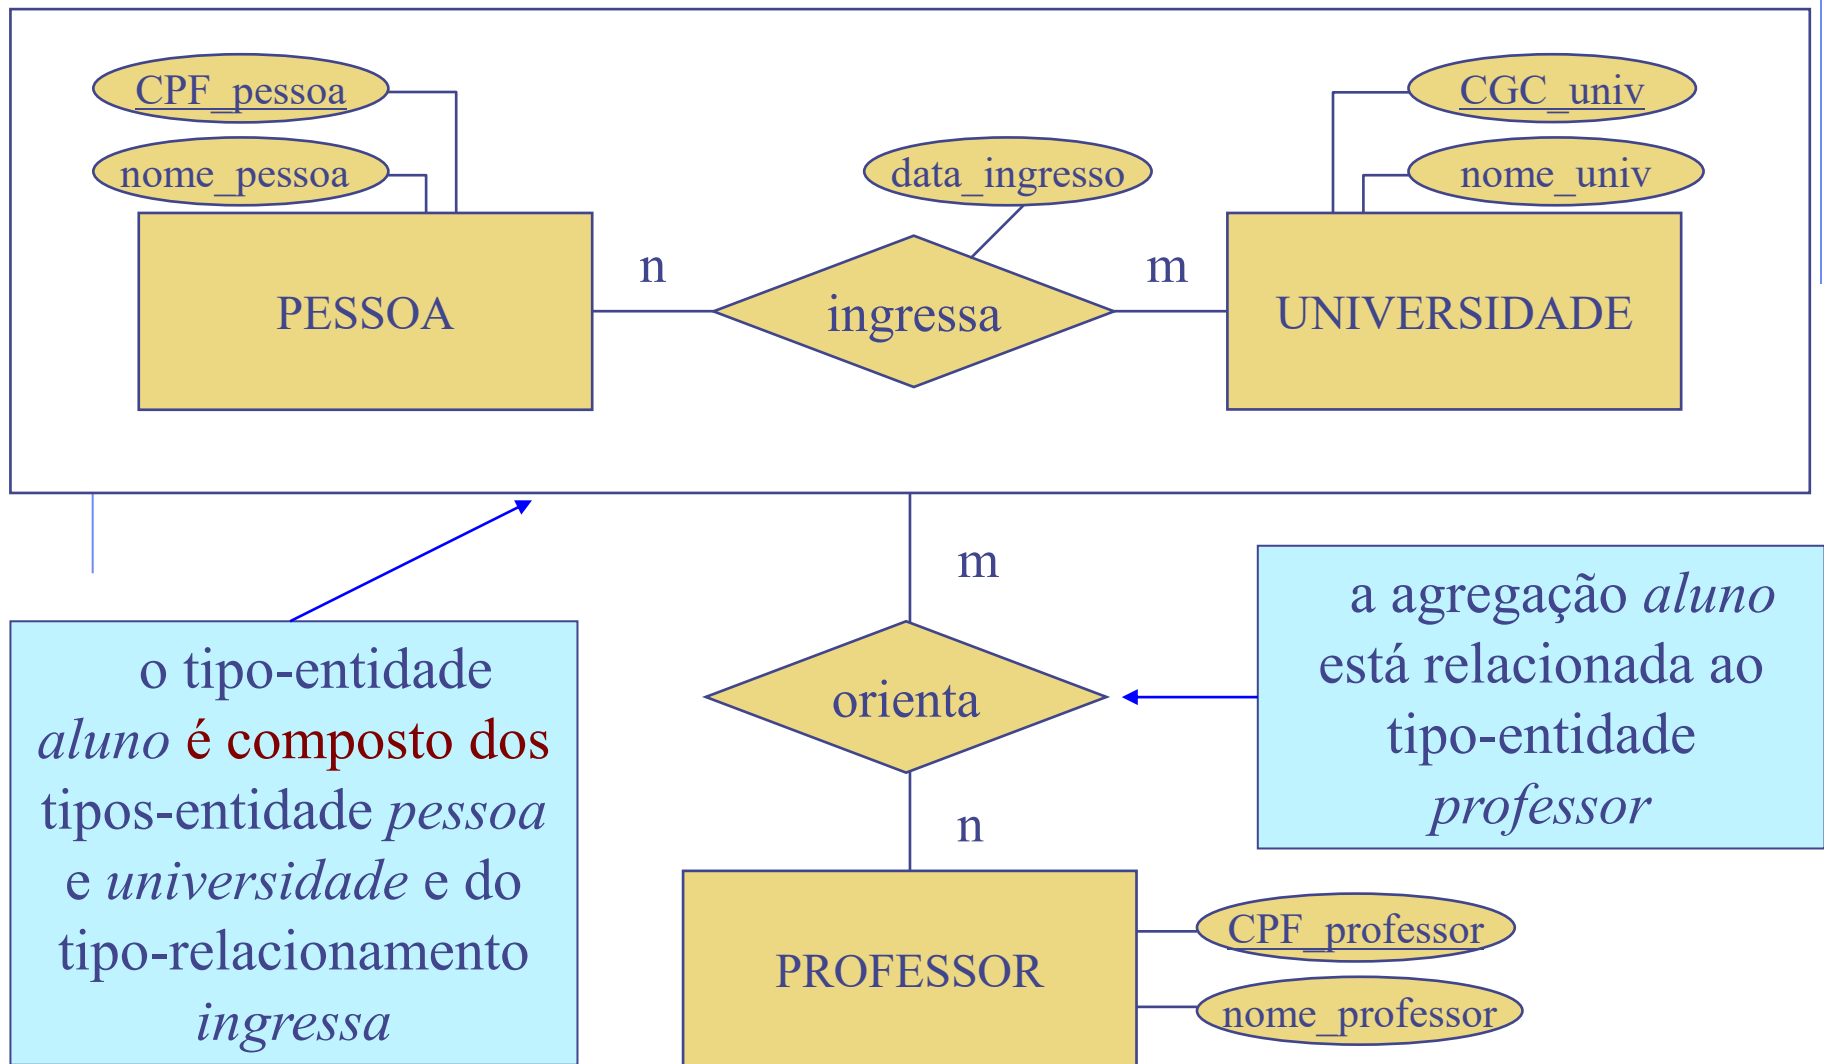 CPF_pessoa
CGC_univ
nome_pessoa
data_ingresso
nome_univ
n
m
PESSOA
ingressa
UNIVERSIDADE
m
o tipo-entidade
aluno é composto dos
tipos-entidade pessoa
e universidade e do
tipo-relacionamento
ingressa
orienta
a agregação aluno
está relacionada ao
tipo-entidade
professor
n
PROFESSOR
CPF_professor
nome_professor